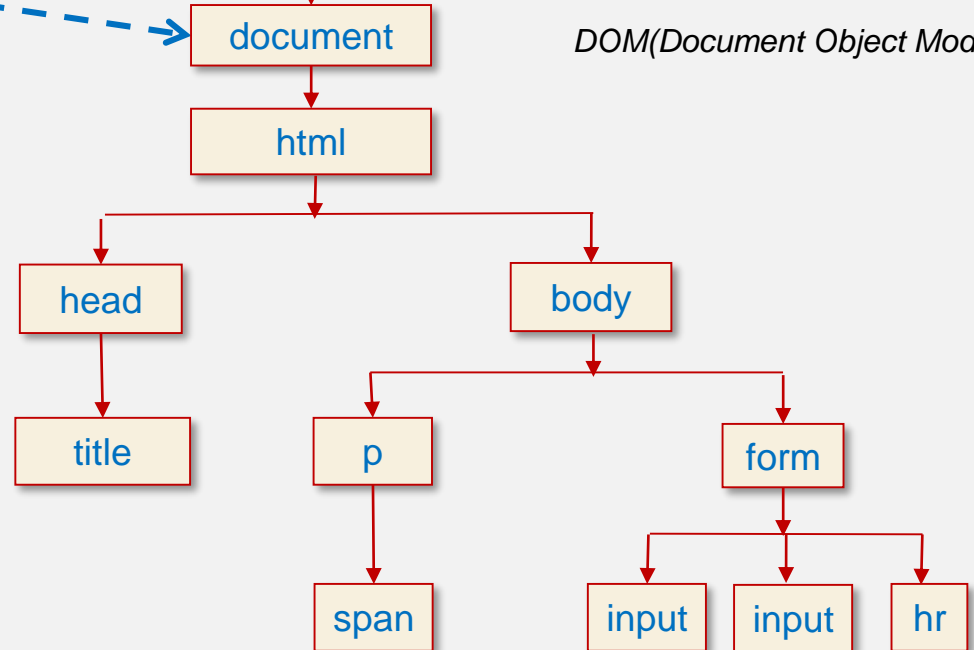 document
DOM(Document Object Mod
html
head
body
title
p
form
span
input
input
hr